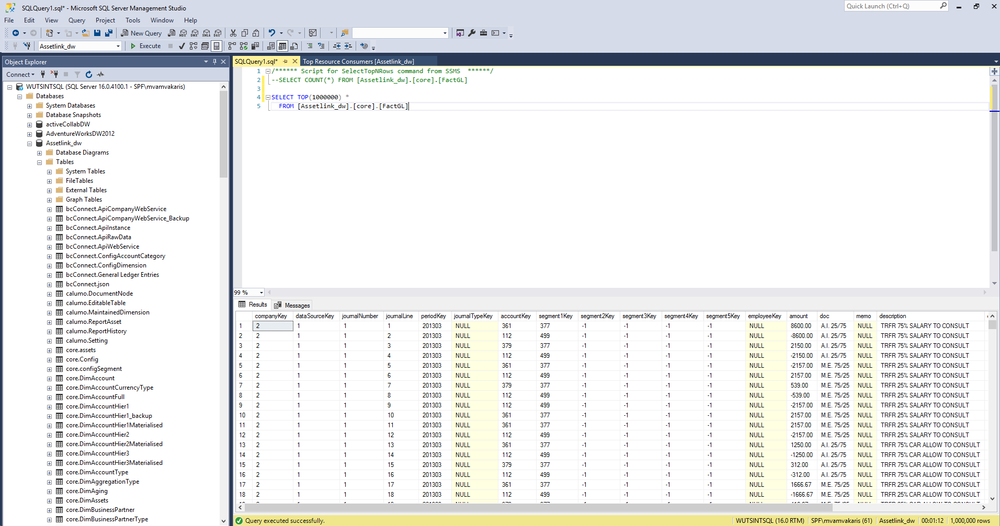 SQLQuery1.sql* - Microsoft SQL Server Management Studio
Quick Launch (Ctrl+Q)
File Edit View Query Project Tools Window Help
New Query MDX DMX XMLA DAX
Assetlink_dw Execute
Object Explorer
Connect
WUTSINTSQL (SQL Server 16.0.4100.1 - SPF\mvamvakaris)
Databases
System Databases
Database Snapshots
activeCollabDW
AdventureWorksDW2012
Assetlink_dw
Database Diagrams
Tables
System Tables
FileTables
External Tables
Graph Tables
bcConnect.ApiCompanyWebService
bcConnect.ApiCompanyWebService_Backup
bcConnect.ApiInstance
bcConnect.ApiRawData
bcConnect.ApiWebService
bcConnect.ConfigAccountCategory
bcConnect.ConfigDimension
bcConnect.General Ledger Entries
bcConnect.json
calumo.DocumentNode
calumo.EditableTable
calumo.MaintainedDimension
calumo.ReportAsset
calumo.ReportHistory
calumo.Setting
core.assets
core.Config
core.configSegment
core.DimAccount
core.DimAccountCurrencyType
core.DimAccountFull
core.DimAccountHier1
core.DimAccountHier1_backup
core.DimAccountHier1Materialised
core.DimAccountHier2
core.DimAccountHier2Materialised
core.DimAccountHier3
core.DimAccountHier3Materialised
core.DimAccountType
core.DimAggregationType
core.DimAging
core.DimAssets
core.DimBusinessPartner
core.DimBusinessPartnerType
SQLQuery1.sql* Top Resource Consumers [Assetlink_dw]
1 /****** Script for SelectTopNRows command from SSMS ******/
2 --SELECT COUNT(*) FROM [Assetlink_dw].[core].[FactGL]
3
4 SELECT TOP(1000000) *
5 FROM [Assetlink_dw].[core].[FactGL]
99 %
Results Messages
companyKey dataSourceKey journalNumber journalLine periodKey journalTypeKey accountKey segment1Key segment2Key segment3Key segment4Key segment5Key employeeKey amount doc memo description
1 2 1 1 1 201303 NULL 361 377 -1 -1 -1 -1 NULL 8600.00 A.I. 25/75 NULL TRFR 75% SALARY TO CONSULT
2 2 1 1 2 201303 NULL 112 499 -1 -1 -1 -1 NULL -8600.00 A.I. 25/75 NULL TRFR 75% SALARY TO CONSULT
3 2 1 1 3 201303 NULL 379 377 -1 -1 -1 -1 NULL 2150.00 A.I. 25/75 NULL TRFR 75% SALARY TO CONSULT
4 2 1 1 4 201303 NULL 112 499 -1 -1 -1 -1 NULL -2150.00 A.I. 25/75 NULL TRFR 75% SALARY TO CONSULT
5 2 1 1 5 201303 NULL 361 377 -1 -1 -1 -1 NULL -2157.00 M.E. 75/25 NULL TRFR 25% SALARY TO CONSULT
6 2 1 1 6 201303 NULL 112 499 -1 -1 -1 -1 NULL 2157.00 M.E. 75/25 NULL TRFR 25% SALARY TO CONSULT
7 2 1 1 7 201303 NULL 379 377 -1 -1 -1 -1 NULL 539.00 M.E. 75/25 NULL TRFR 25% SALARY TO CONSULT
8 2 1 1 8 201303 NULL 112 499 -1 -1 -1 -1 NULL -539.00 M.E. 75/25 NULL TRFR 25% SALARY TO CONSULT
9 2 1 1 9 201303 NULL 112 499 -1 -1 -1 -1 NULL -2157.00 M.E. 75/25 NULL TRFR 25% SALARY TO CONSULT
10 2 1 1 10 201303 NULL 361 377 -1 -1 -1 -1 NULL 2157.00 M.E. 75/25 NULL TRFR 25% SALARY TO CONSULT
11 2 1 1 11 201303 NULL 361 377 -1 -1 -1 -1 NULL 2157.00 M.E. 75/25 NULL TRFR 25% SALARY TO CONSULT
12 2 1 1 12 201303 NULL 112 499 -1 -1 -1 -1 NULL -2157.00 M.E. 75/25 NULL TRFR 25% SALARY TO CONSULT
13 2 1 1 13 201303 NULL 361 377 -1 -1 -1 -1 NULL 1250.00 A.I. 25/75 NULL TRFR 75% CAR ALLOW TO CONSULT
14 2 1 1 14 201303 NULL 112 499 -1 -1 -1 -1 NULL -1250.00 A.I. 25/75 NULL TRFR 75% CAR ALLOW TO CONSULT
15 2 1 1 15 201303 NULL 379 377 -1 -1 -1 -1 NULL 312.00 A.I. 25/75 NULL TRFR 75% CAR ALLOW TO CONSULT
16 2 1 1 16 201303 NULL 112 499 -1 -1 -1 -1 NULL -312.00 A.I. 25/75 NULL TRFR 75% CAR ALLOW TO CONSULT
17 2 1 1 17 201303 NULL 361 377 -1 -1 -1 -1 NULL 1666.67 M.E. 75/25 NULL TRFR 25% CAR ALLOW TO CONSULT
18 2 1 1 18 201303 NULL 112 499 -1 -1 -1 -1 NULL -1666.67 M.E. 75/25 NULL TRFR 25% CAR ALLOW TO CONSULT
Query executed successfully. WUTSINTSQL (16.0 RTM) SPF\mvamvakaris (61) Assetlink_dw 00:01:12 1,000,000 rows